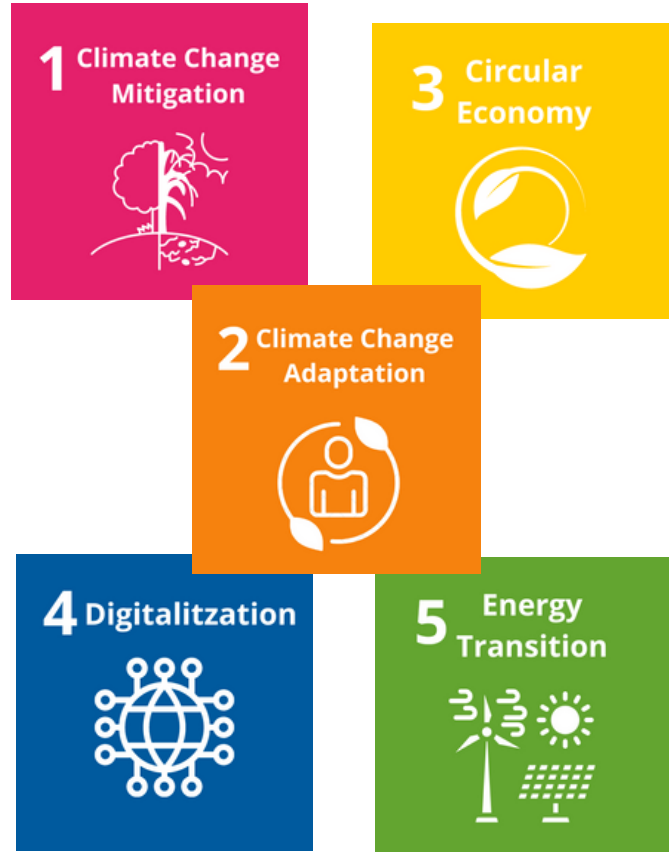 1 Climate Change
Mitigation
3 Circular
Economy
2 Climate Change
Adaptation
4 Digitalitzation
5 Energy
Transition